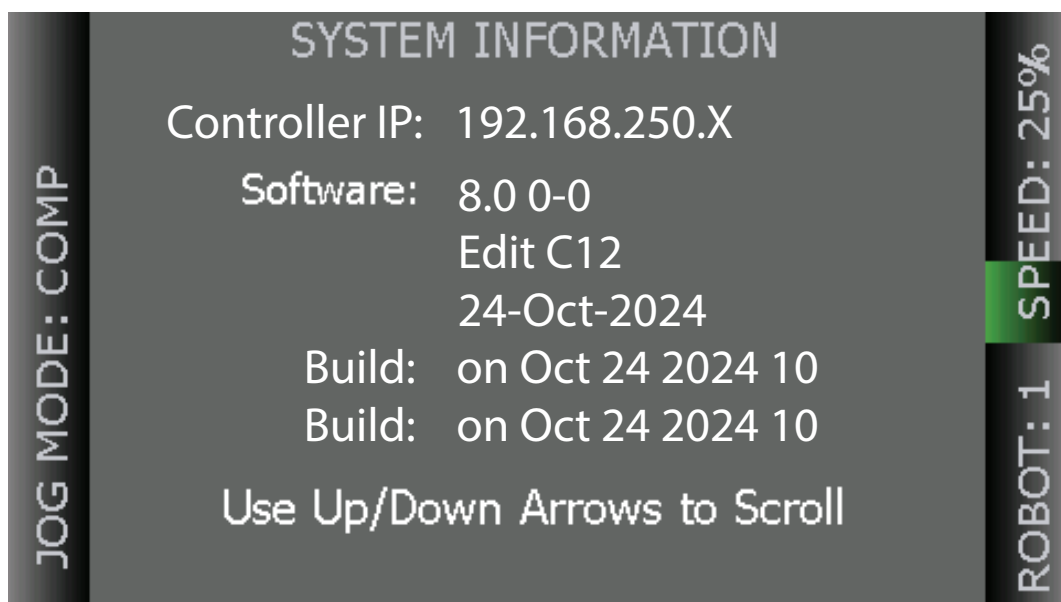 SYSTEM INFORMATION
Controller IP: 192.168.250.X
Software: 8.0 0-0
Edit C12
24-Oct-2024
Build: on Oct 24 2024 10
Build: on Oct 24 2024 10
Use Up/Down Arrows to Scroll
JOG MODE: COMP
SPEED: 25%
ROBOT: 1